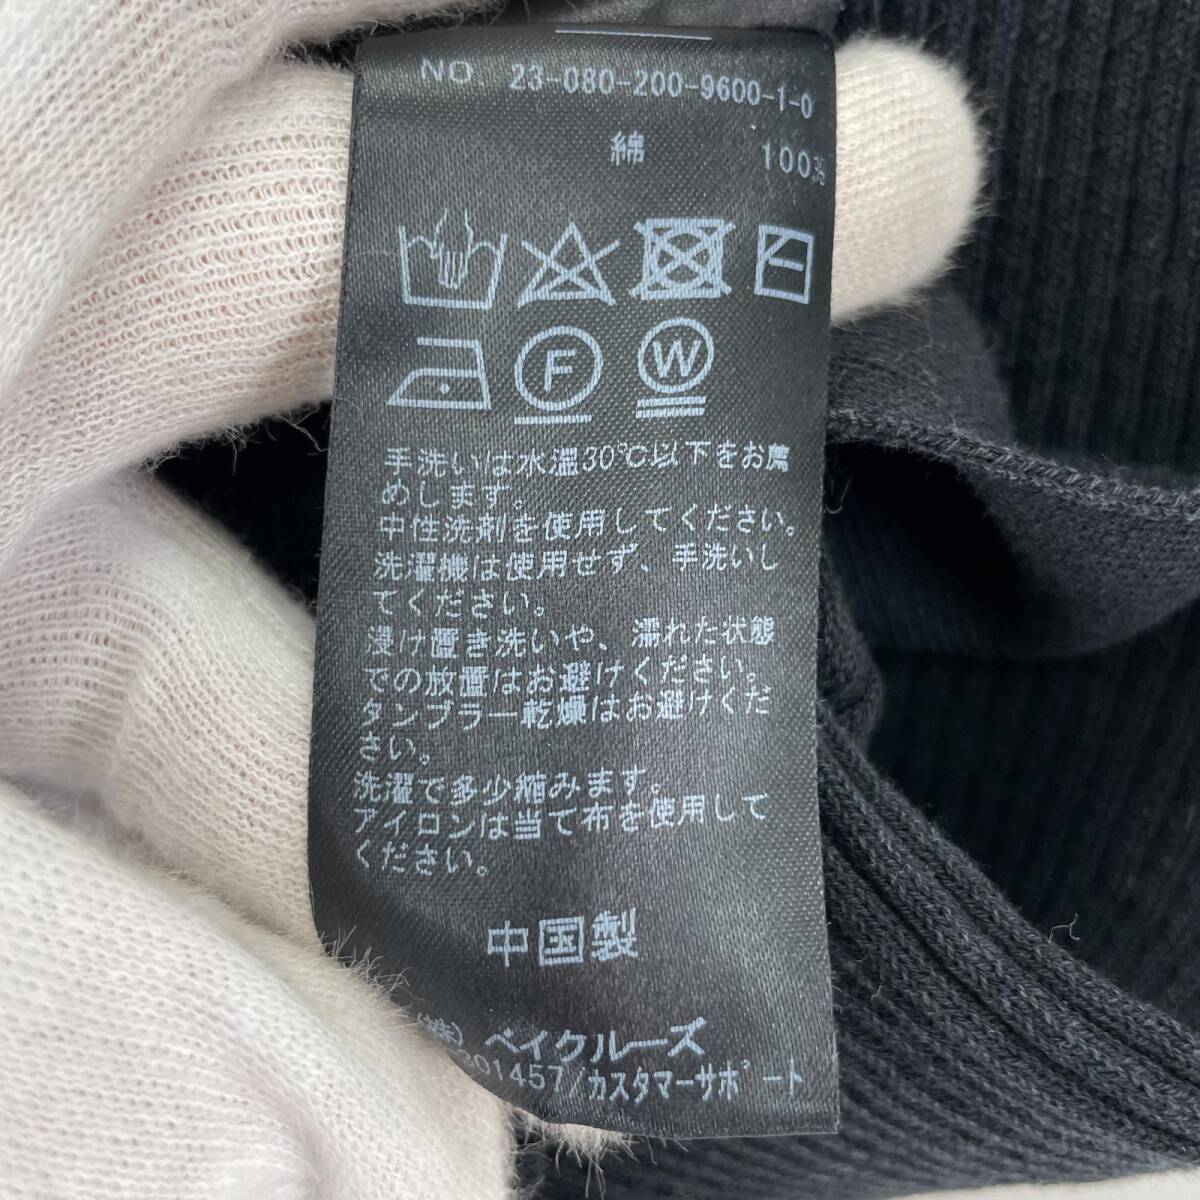 NO 23-080-200-9600-1-0
綿 100%
F W
手洗いは水温30℃以下をお薦
めします。
中性洗剤を使用してください。
洗濯機は使用せず、手洗いし
てください。
浸け置き洗いや、濡れた状態
での放置はお避けください。
タンブラー乾燥はお避けくだ
さい。
洗濯で多少縮みます。
アイロンは当て布を使用して
ください。
中国製
(株) ベイクルーズ
301457/カスタマーサポート